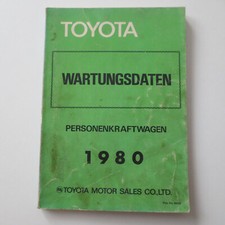 TOYOTA
WARTUNGSDATEN
PERSONENKRAFTWAGEN
1980
TOYOTA MOTOR SALES CO.,LTD.